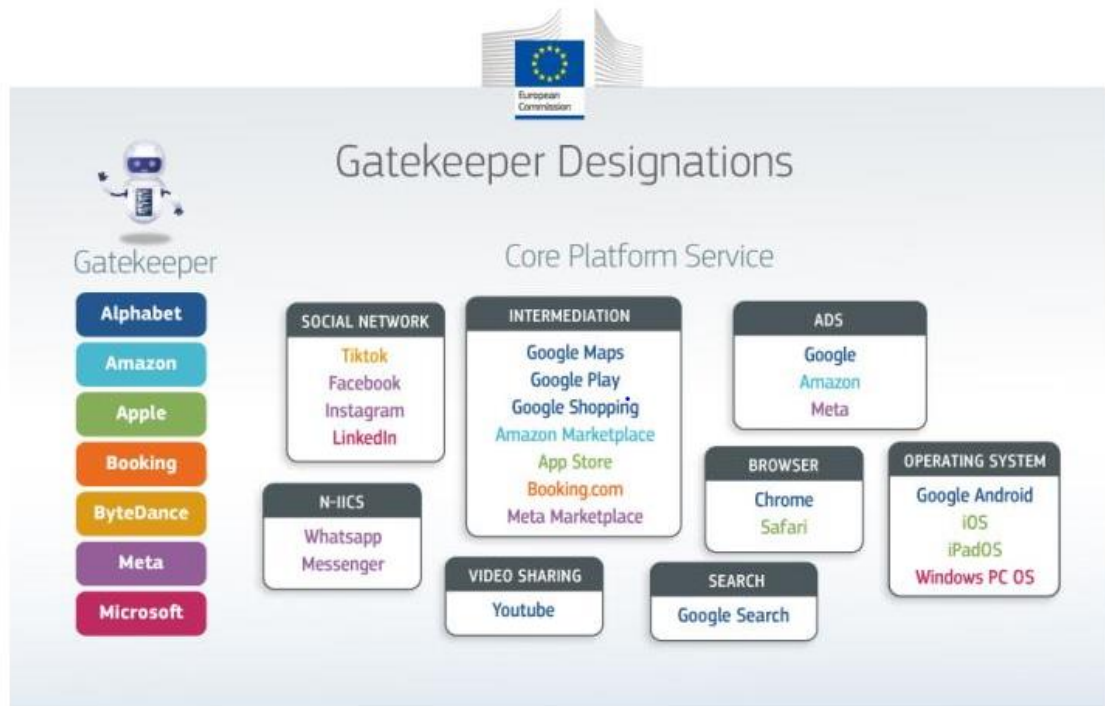 European
Commission
Gatekeeper Designations
Gatekeeper
Alphabet
Amazon
Apple
Booking
ByteDance
Meta
Microsoft
Core Platform Service
SOCIAL NETWORK
Tiktok
Facebook
Instagram
LinkedIn
N-IICS
Whatsapp
Messenger
INTERMEDIATION
Google Maps
Google Play
Google Shopping
Amazon Marketplace
App Store
Booking.com
Meta Marketplace
VIDEO SHARING
Youtube
ADS
Google
Amazon
Meta
BROWSER
Chrome
Safari
SEARCH
Google Search
OPERATING SYSTEM
Google Android
iOS
iPadOS
Windows PC OS